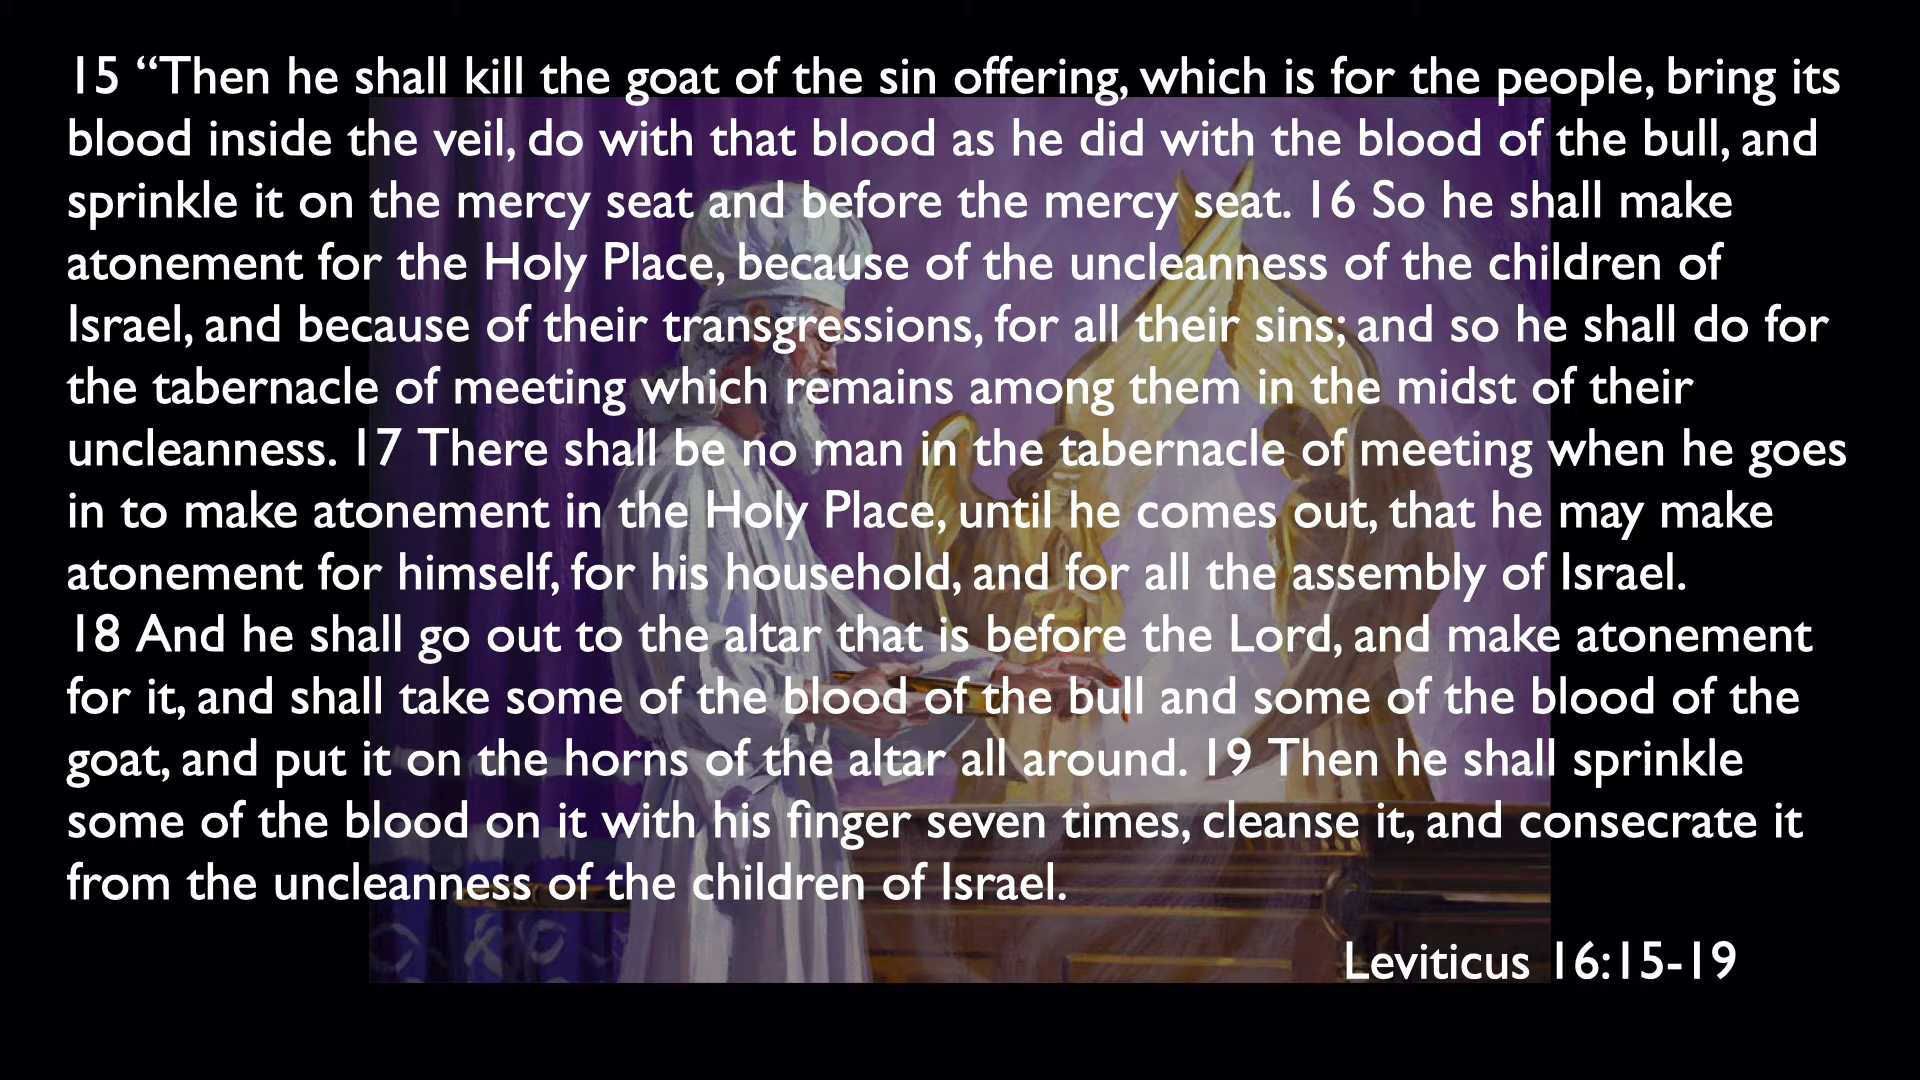 15 “Then he shall kill the goat of the sin offering, which is for the people, bring its
blood inside the veil, do with that blood as he did with the blood of the bull, and
sprinkle it on the mercy seat and before the mercy seat. 16 So he shall make
atonement for the Holy Place, because of the uncleanness of the children of
Israel, and because of their transgressions, for all their sins; and so he shall do for
the tabernacle of meeting which remains among them in the midst of their
uncleanness. 17 There shall be no man in the tabernacle of meeting when he goes
in to make atonement in the Holy Place, until he comes out, that he may make
atonement for himself, for his household, and for all the assembly of Israel.
18 And he shall go out to the altar that is before the Lord, and make atonement
for it, and shall take some of the blood of the bull and some of the blood of the
goat, and put it on the horns of the altar all around. 19 Then he shall sprinkle
some of the blood on it with his finger seven times, cleanse it, and consecrate it
from the uncleanness of the children of Israel.
Leviticus 16:15-19